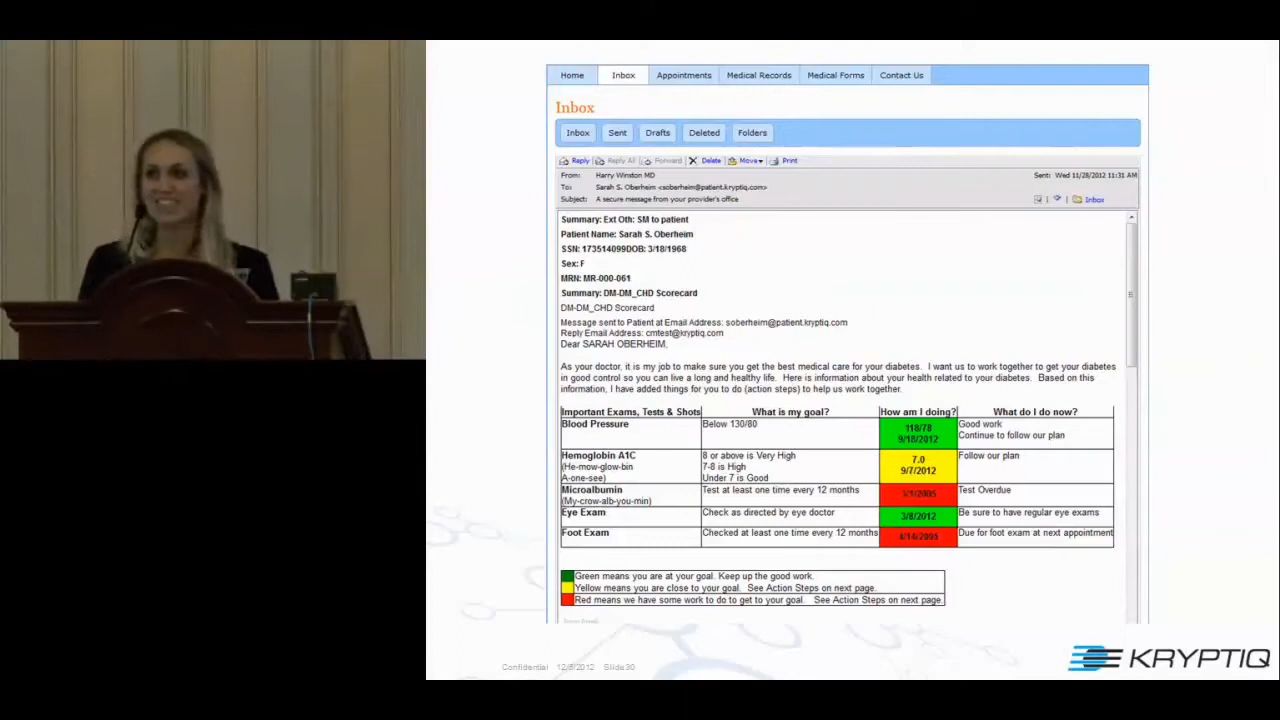 Home Inbox Appointments Medical Records Medical Forms Contact Us
Inbox
Inbox Sent Drafts Deleted Folders
Reply Reply All Forward Delete Move Print
From: Harry Winston MD Sent: Wed 11/28/2012 11:31 AM
To: Sarah S. Oberheim <soberheim@patient.kryptiq.com>
Subject: A secure message from your provider's office Inbox
Summary: Ext Oth: SM to patient
Patient Name: Sarah S. Oberheim
SSN: 173514099DOB: 3/18/1968
Sex: F
MRN: MR-000-061
Summary: DM-DM_CHD Scorecard
DM-DM_CHD Scorecard
Message sent to Patient at Email Address: soberheim@patient.kryptiq.com
Reply Email Address: cmtest@kryptiq.com
Dear SARAH OBERHEIM,
As your doctor, it is my job to make sure you get the best medical care for your diabetes. I want us to work together to get your diabetes
in good control so you can live a long and healthy life. Here is information about your health related to your diabetes. Based on this
information, I have added things for you to do (action steps) to help us work together.
Important Exams, Tests & Shots What is my goal? How am I doing? What do I do now?
Blood Pressure Below 130/80 118/78 Good work
9/18/2012 Continue to follow our plan
Hemoglobin A1C 8 or above is Very High 7.0 Follow our plan
(He-mow-glow-bin 7-8 is High 9/7/2012
A-one-see) Under 7 is Good
Microalbumin Test at least one time every 12 months 1/1/2005 Test Overdue
(My-crow-alb-you-min)
Eye Exam Check as directed by eye doctor 3/8/2012 Be sure to have regular eye exams
Foot Exam Checked at least one time every 12 months 4/14/2005 Due for foot exam at next appointment
Green means you are at your goal. Keep up the good work.
Yellow means you are close to your goal. See Action Steps on next page.
Red means we have some work to do to get to your goal. See Action Steps on next page.
Confidential 12/6/2012 Slide 30
KRYPTIQ